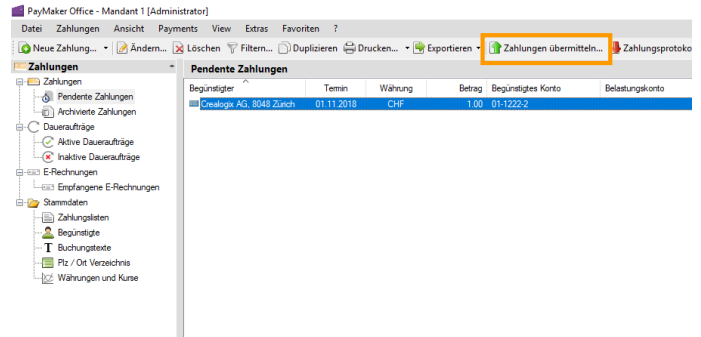 PayMaker Office - Mandant 1 [Administrator]
Datei Zahlungen Ansicht Payments View Extras Favoriten ?
Neue Zahlung... Ändern... Löschen Filtern... Duplizieren Drucken... Exportieren Zahlungen übermitteln... Zahlungsprotoko
Zahlungen
Pendente Zahlungen
Zahlungen
Pendente Zahlungen
Archivierte Zahlungen
Daueraufträge
Aktive Daueraufträge
Inaktive Daueraufträge
E-Rechnungen
Empfangene E-Rechnungen
Stammdaten
Zahlungslisten
Begünstigte
T Buchungstexte
Plz / Ort Verzeichnis
Währungen und Kurse
Begünstigter Termin Währung Betrag Begünstigtes Konto Belastungskonto
Crealogix AG, 8048 Zürich 01.11.2018 CHF 1.00 01-1222-2